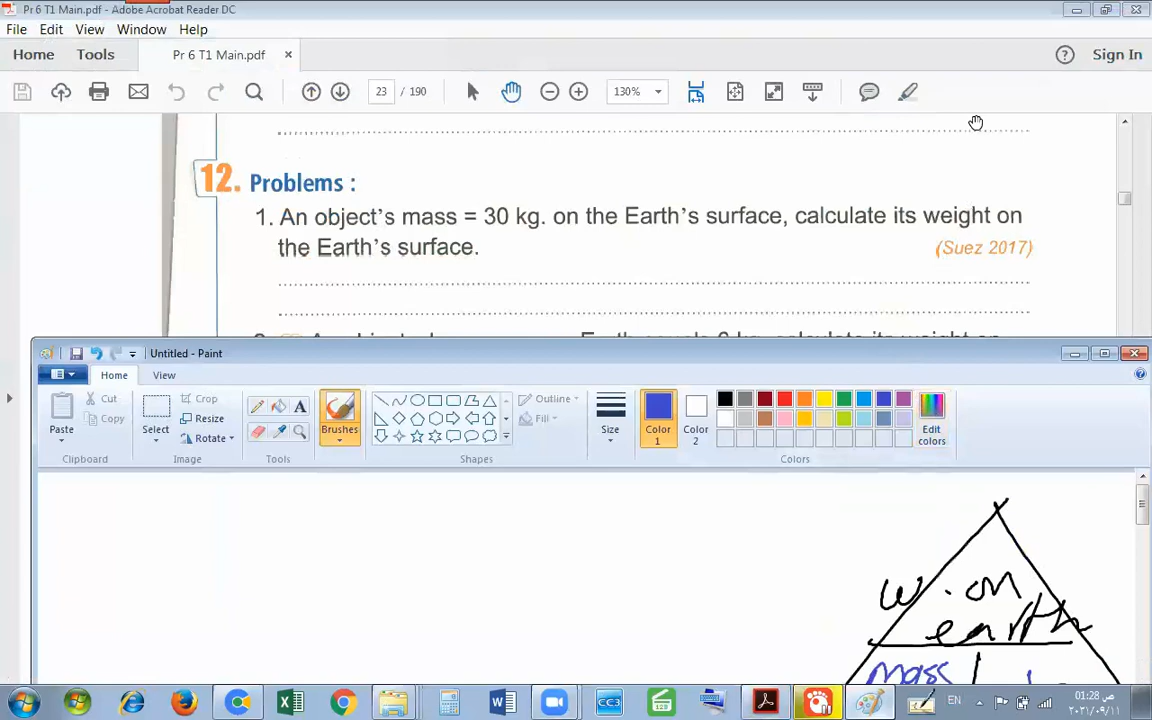 Pr 6 T1 Main.pdf - Adobe Acrobat Reader DC
File Edit View Window Help
Home Tools Pr 6 T1 Main.pdf × Sign In
23 / 190 130%
12. Problems :
1. An object's mass = 30 kg. on the Earth's surface, calculate its weight on
the Earth's surface. (Suez 2017)
Untitled - Paint
Home View
Paste Cut Copy Select Crop Resize Rotate Brushes Outline Fill Size Color 1 Color 2 Edit colors
Clipboard Image Tools Shapes Colors
w. on
earth
mass
EN 01:28 ص
٢٠٢١/٠٩/١١